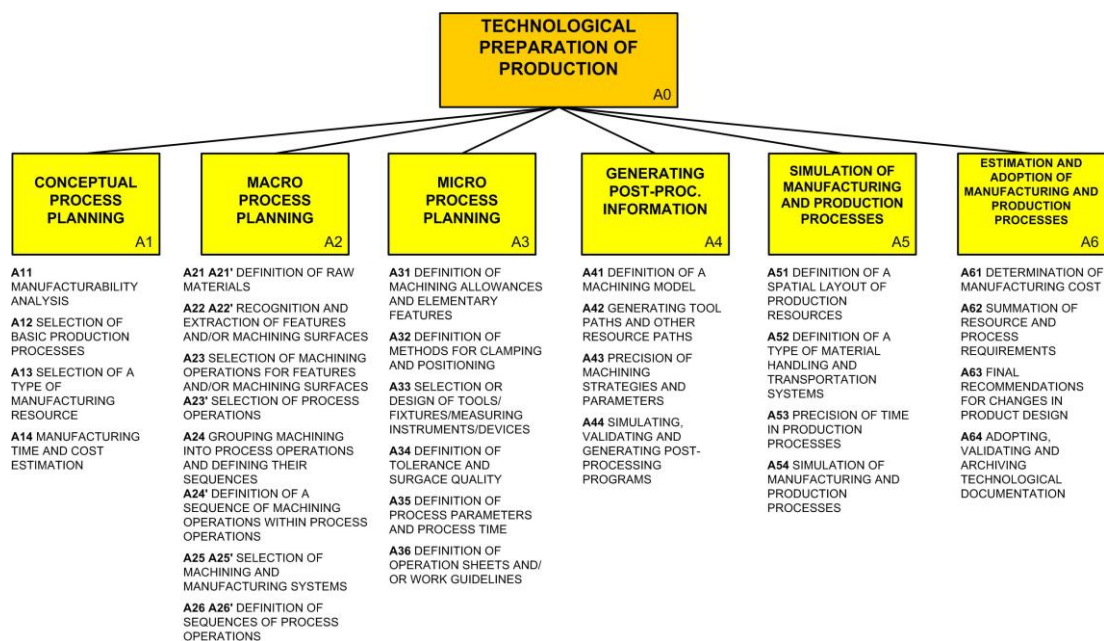 TECHNOLOGICAL
PREPARATION OF
PRODUCTION
A0
CONCEPTUAL
PROCESS
PLANNING
A1
MACRO
PROCESS
PLANNING
A2
MICRO
PROCESS
PLANNING
A3
GENERATING
POST-PROC.
INFORMATION
A4
SIMULATION OF
MANUFACTURING
AND PRODUCTION
PROCESSES
A5
ESTIMATION AND
ADOPTION OF
MANUFACTURING AND
PRODUCTION
PROCESSES
A6
A11
MANUFACTURABILITY
ANALYSIS
A12 SELECTION OF
BASIC PRODUCTION
PROCESSES
A13 SELECTION OF A
TYPE OF
MANUFACTURING
RESOURCE
A14 MANUFACTURING
TIME AND COST
ESTIMATION
A21 A21' DEFINITION OF RAW
MATERIALS
A22 A22' RECOGNITION AND
EXTRACTION OF FEATURES
AND/OR MACHINING SURFACES
A23 SELECTION OF MACHINING
OPERATIONS FOR FEATURES
AND/OR MACHINING SURFACES
A23' SELECTION OF PROCESS
OPERATIONS
A24 GROUPING MACHINING
INTO PROCESS OPERATIONS
AND DEFINING THEIR
SEQUENCES
A24' DEFINITION OF A
SEQUENCE OF MACHINING
OPERATIONS WITHIN PROCESS
OPERATIONS
A25 A25' SELECTION OF
MACHINING AND
MANUFACTURING SYSTEMS
A26 A26' DEFINITION OF
SEQUENCES OF PROCESS
OPERATIONS
A31 DEFINITION OF
MACHINING ALLOWANCES
AND ELEMENTARY
FEATURES
A32 DEFINITION OF
METHODS FOR CLAMPING
AND POSITIONING
A33 SELECTION OR
DESIGN OF TOOLS/
FIXTURES/MEASURING
INSTRUMENTS/DEVICES
A34 DEFINITION OF
TOLERANCE AND
SURGACE QUALITY
A35 DEFINITION OF
PROCESS PARAMETERS
AND PROCESS TIME
A36 DEFINITION OF
OPERATION SHEETS AND/
OR WORK GUIDELINES
A41 DEFINITION OF A
MACHINING MODEL
A42 GENERATING TOOL
PATHS AND OTHER
RESOURCE PATHS
A43 PRECISION OF
MACHINING
STRATEGIES AND
PARAMETERS
A44 SIMULATING,
VALIDATING AND
GENERATING POST-
PROCESSING
PROGRAMS
A51 DEFINITION OF A
SPATIAL LAYOUT OF
PRODUCTION
RESOURCES
A52 DEFINITION OF A
TYPE OF MATERIAL
HANDLING AND
TRANSPORTATION
SYSTEMS
A53 PRECISION OF TIME
IN PRODUCTION
PROCESSES
A54 SIMULATION OF
MANUFACTURING AND
PRODUCTION
PROCESSES
A61 DETERMINATION OF
MANUFACTURING COST
A62 SUMMATION OF
RESOURCE AND
PROCESS
REQUIREMENTS
A63 FINAL
RECOMMENDATIONS
FOR CHANGES IN
PRODUCT DESIGN
A64 ADOPTING,
VALIDATING AND
ARCHIVING
TECHNOLOGICAL
DOCUMENTATION